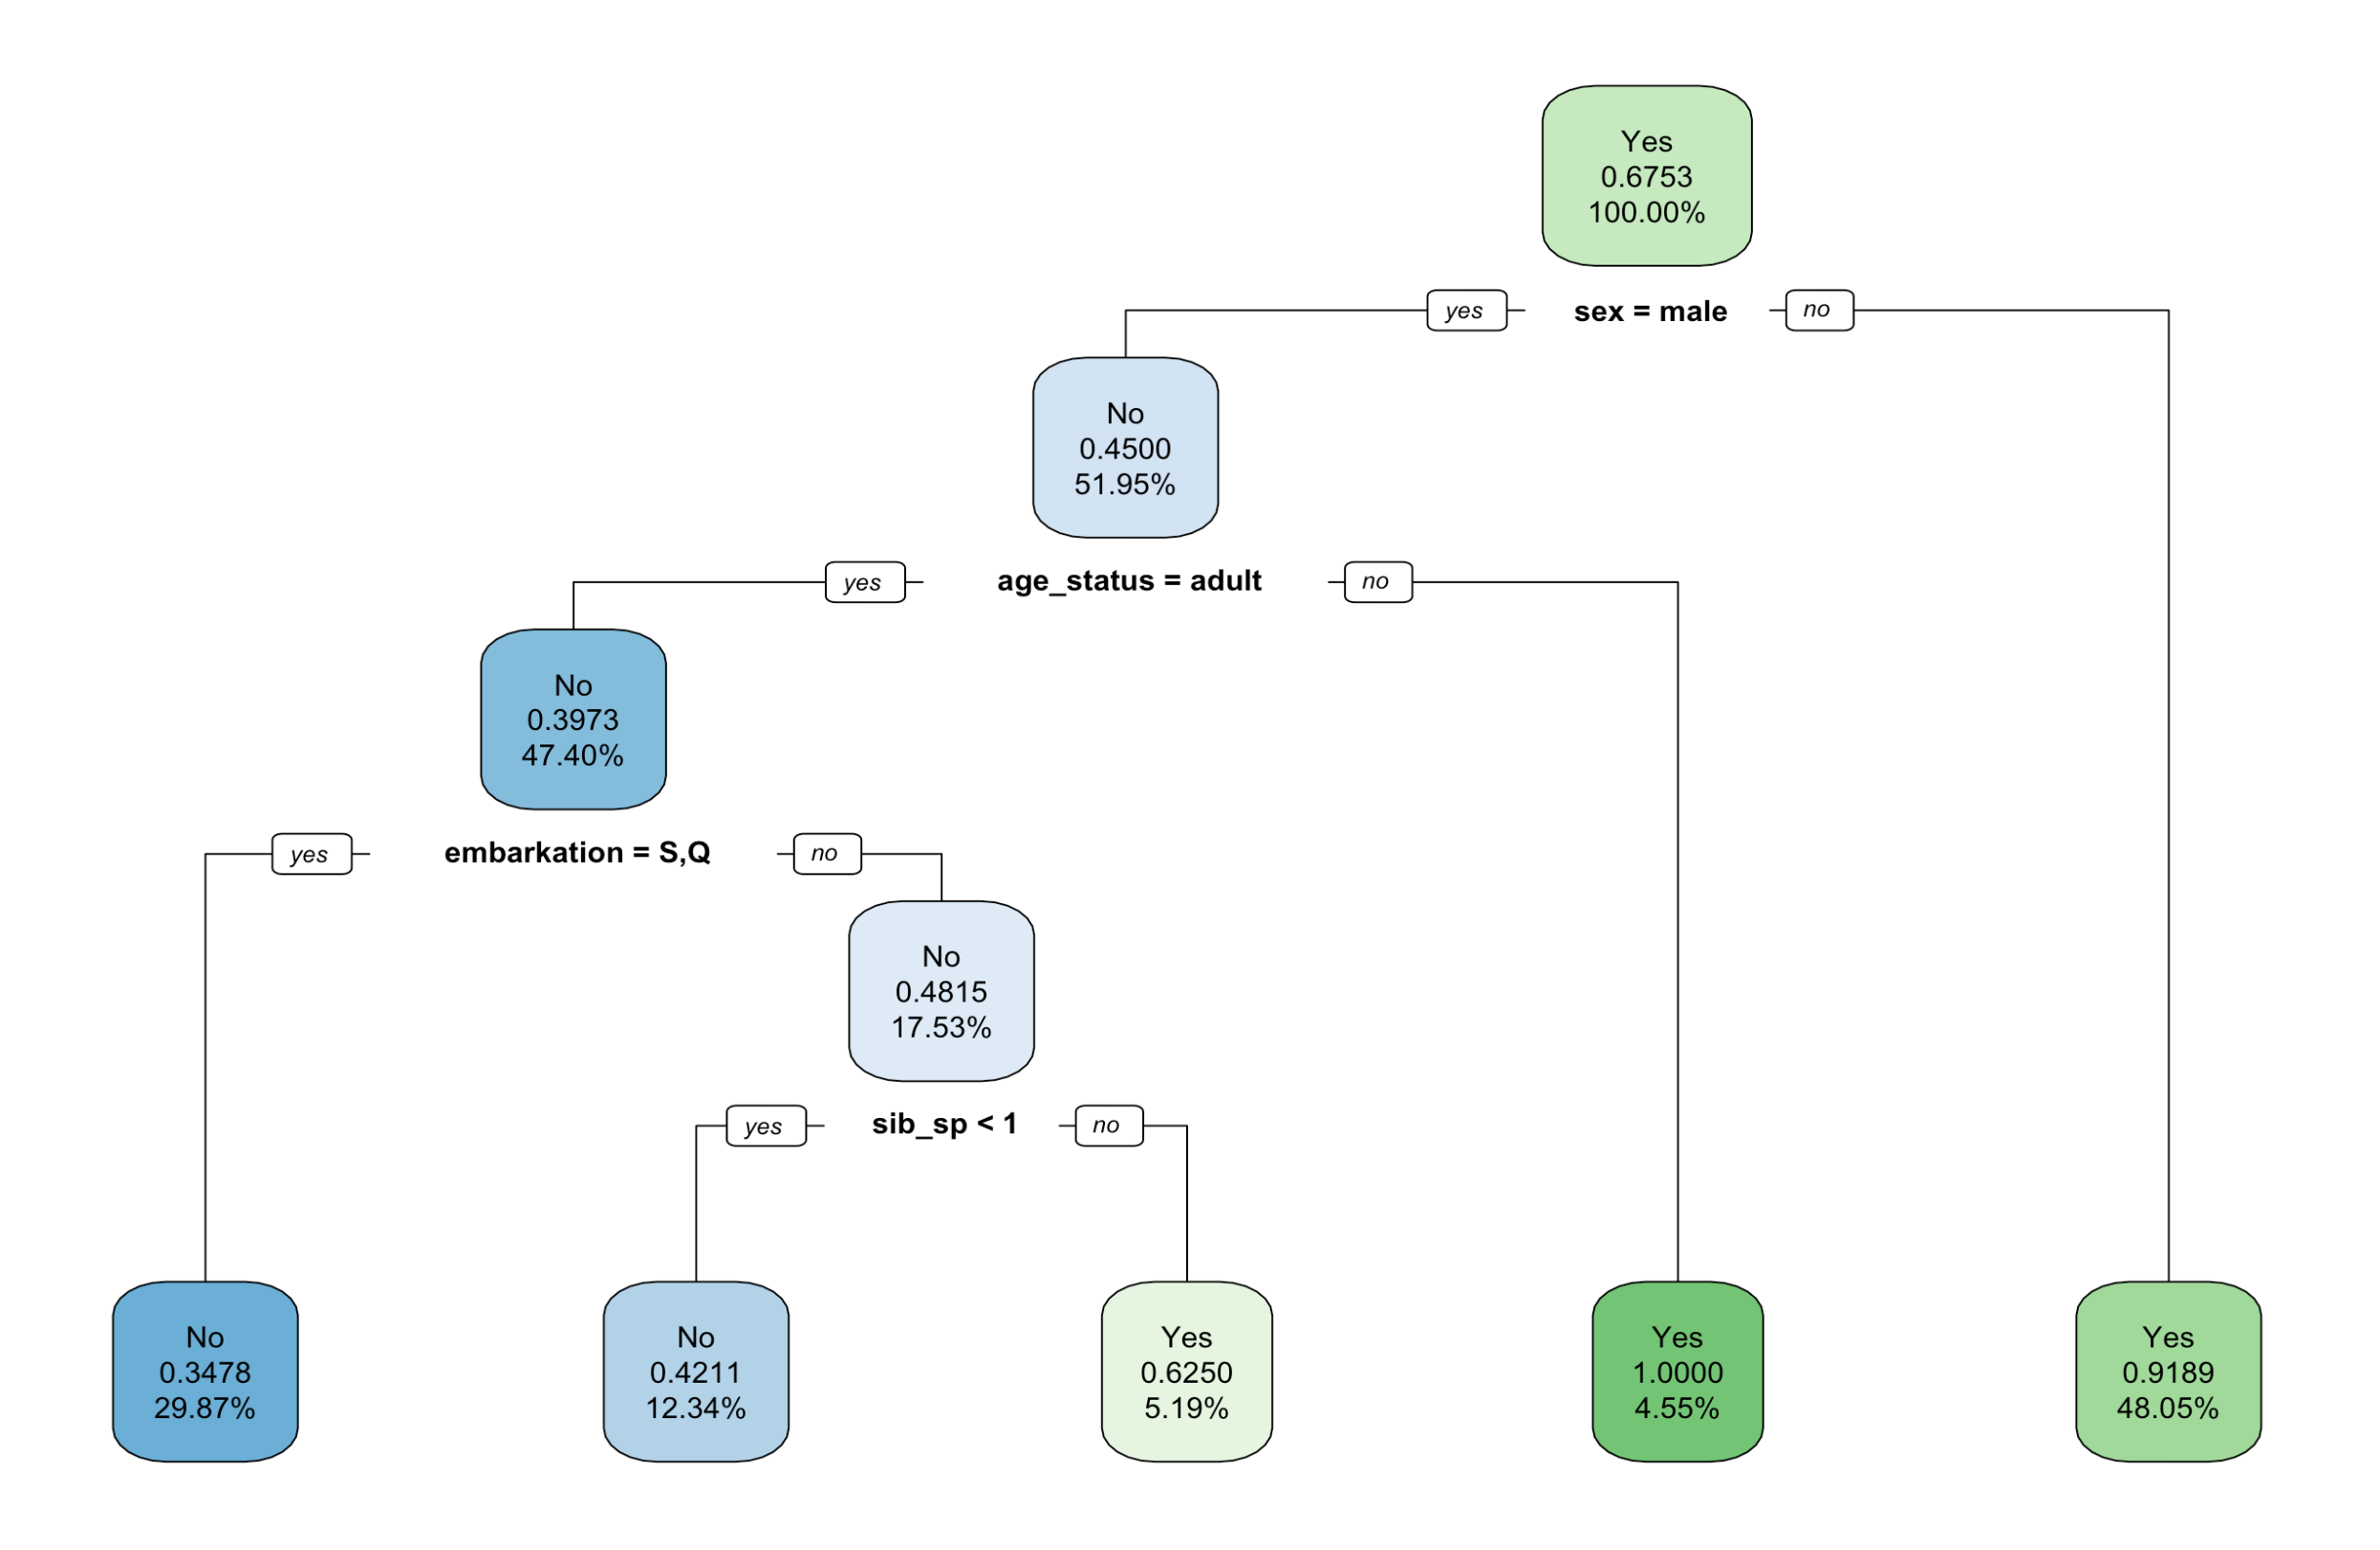 Yes
0.6753
100.00%
yes
sex = male
no
No
0.4500
51.95%
yes
age_status = adult
no
No
0.3973
47.40%
yes
embarkation = S,Q
no
No
0.4815
17.53%
yes
sib_sp < 1
no
No
0.3478
29.87%
No
0.4211
12.34%
Yes
0.6250
5.19%
Yes
1.0000
4.55%
Yes
0.9189
48.05%